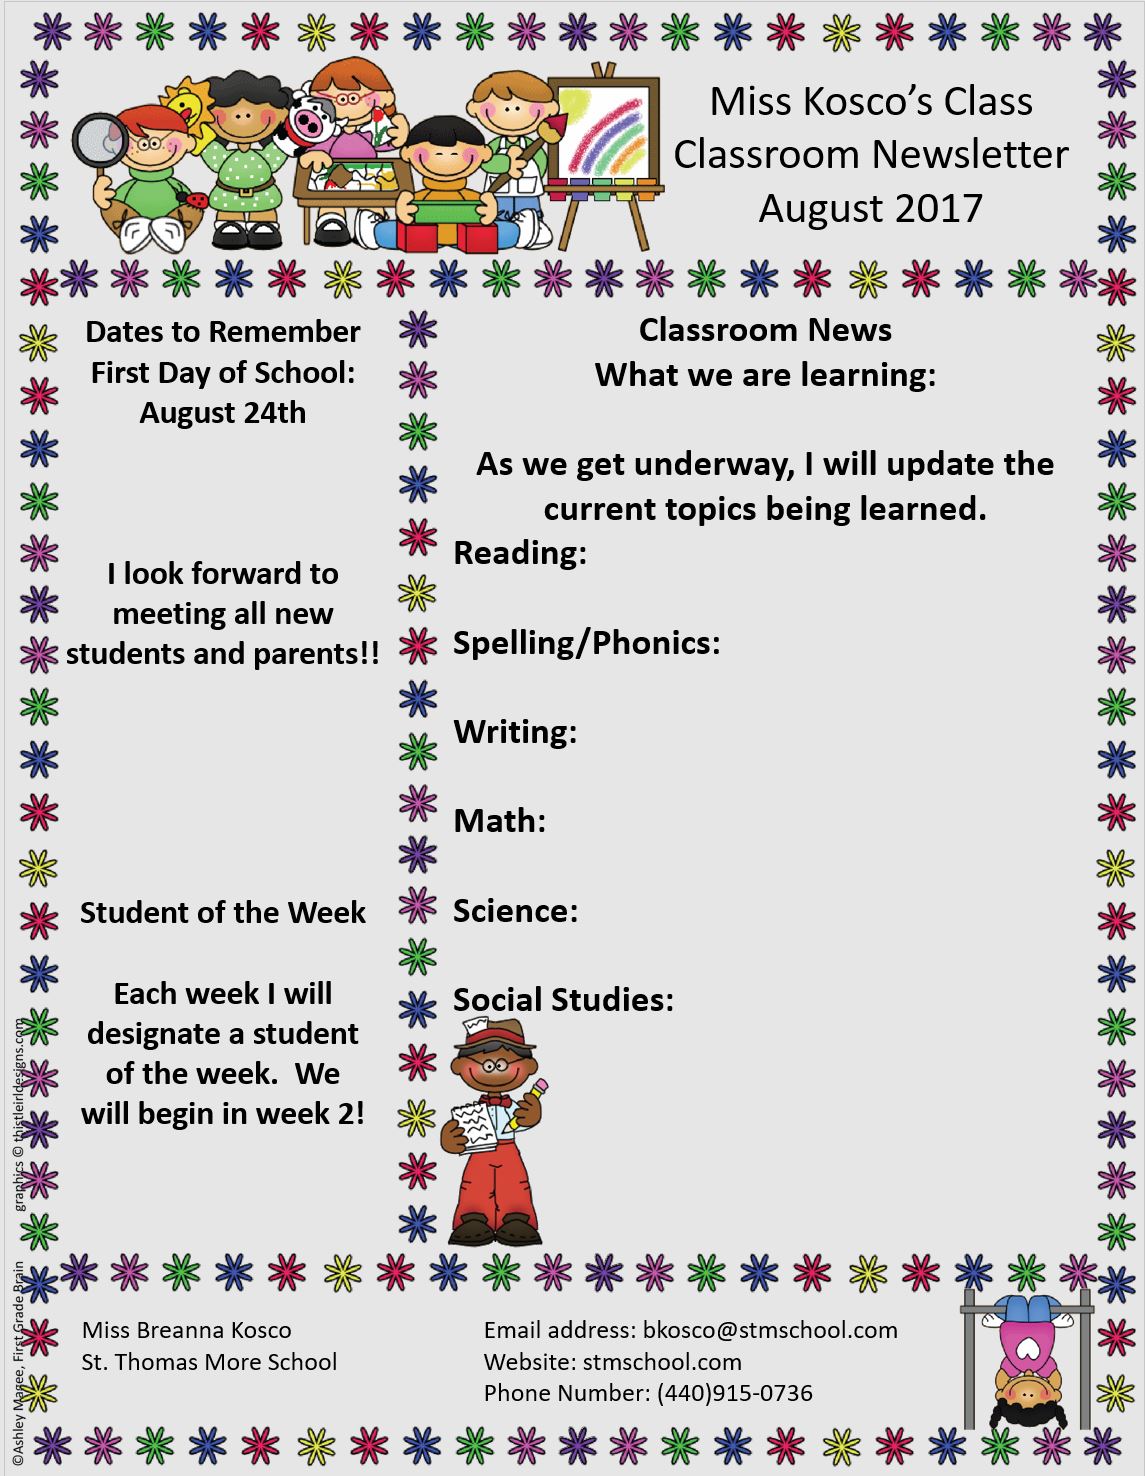 Miss Kosco's Class
Classroom Newsletter
August 2017
Dates to Remember
First Day of School:
August 24th
I look forward to
meeting all new
students and parents!!
Student of the Week
Each week I will
designate a student
of the week.  We
will begin in week 2!
Classroom News
What we are learning:
As we get underway, I will update the
current topics being learned.
Reading:
Spelling/Phonics:
Writing:
Math:
Science:
Social Studies:
Miss Breanna Kosco
St. Thomas More School
Email address: bkosco@stmschool.com
Website: stmschool.com
Phone Number: (440)915-0736
©Ashley Magee, First Grade Brain
graphics © thistleirldesigns.com